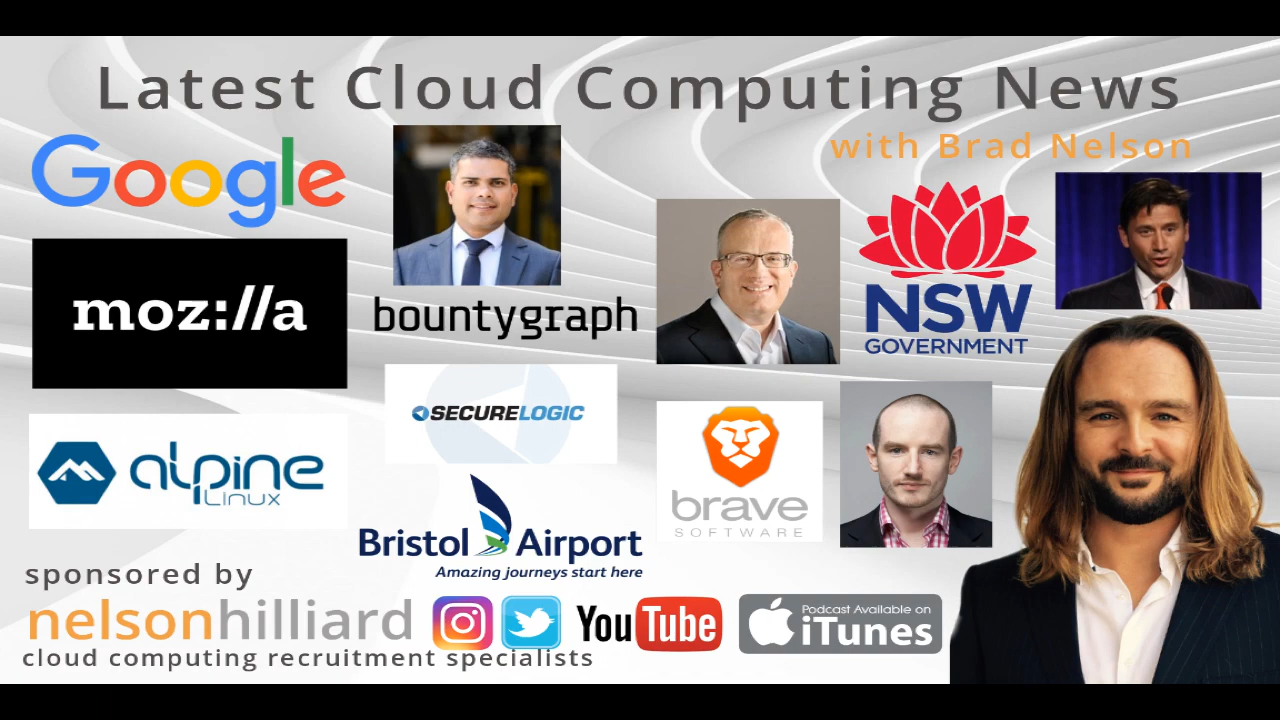 Latest Cloud Computing News
with Brad Nelson
Google
moz://a
bountygraph
NSW
GOVERNMENT
SECURELOGIC
alpine
Linux
brave
SOFTWARE
Bristol Airport
Amazing journeys start here
sponsored by
nelsonhilliard
cloud computing recruitment specialists
YouTube
Podcast Available on
iTunes